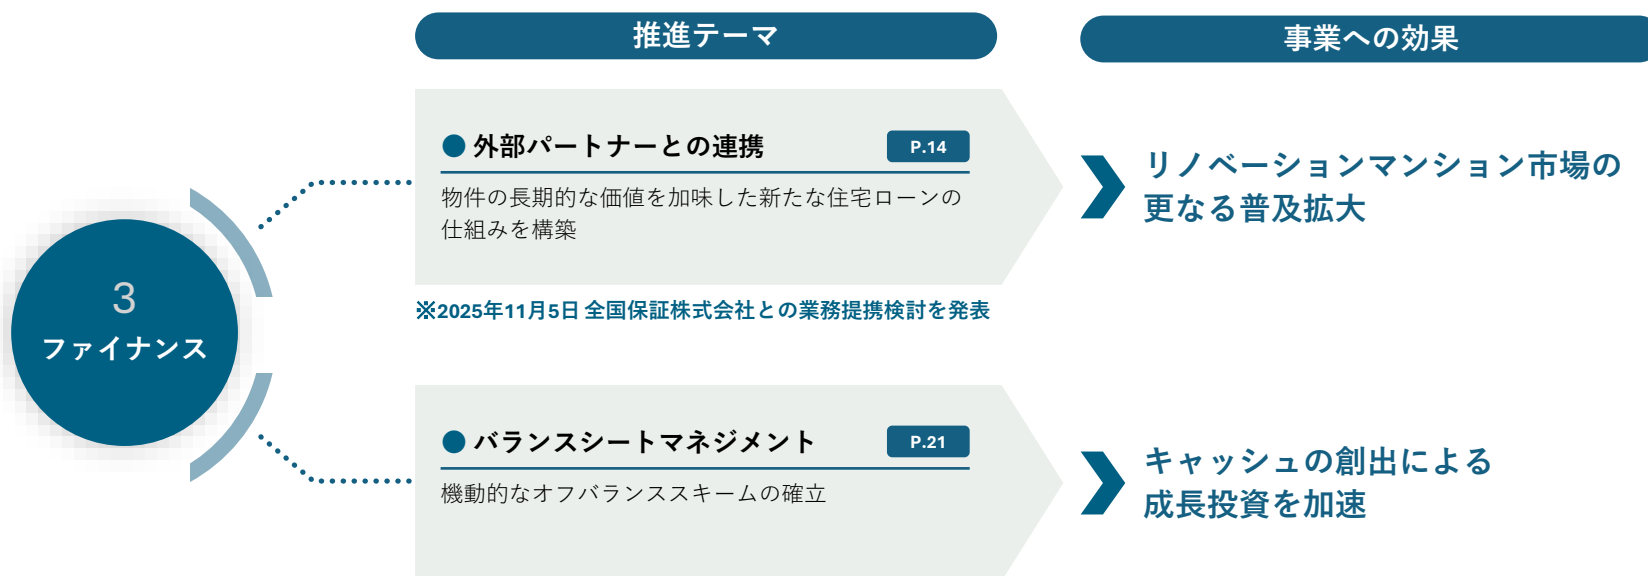 推進テーマ
事業への効果
3
ファイナンス
外部パートナーとの連携
P.14
物件の長期的な価値を加味した新たな住宅ローンの
仕組みを構築
リノベーションマンション市場の
更なる普及拡大
※2025年11月5日 全国保証株式会社との業務提携検討を発表
バランスシートマネジメント
P.21
機動的なオフバランススキームの確立
キャッシュの創出による
成長投資を加速